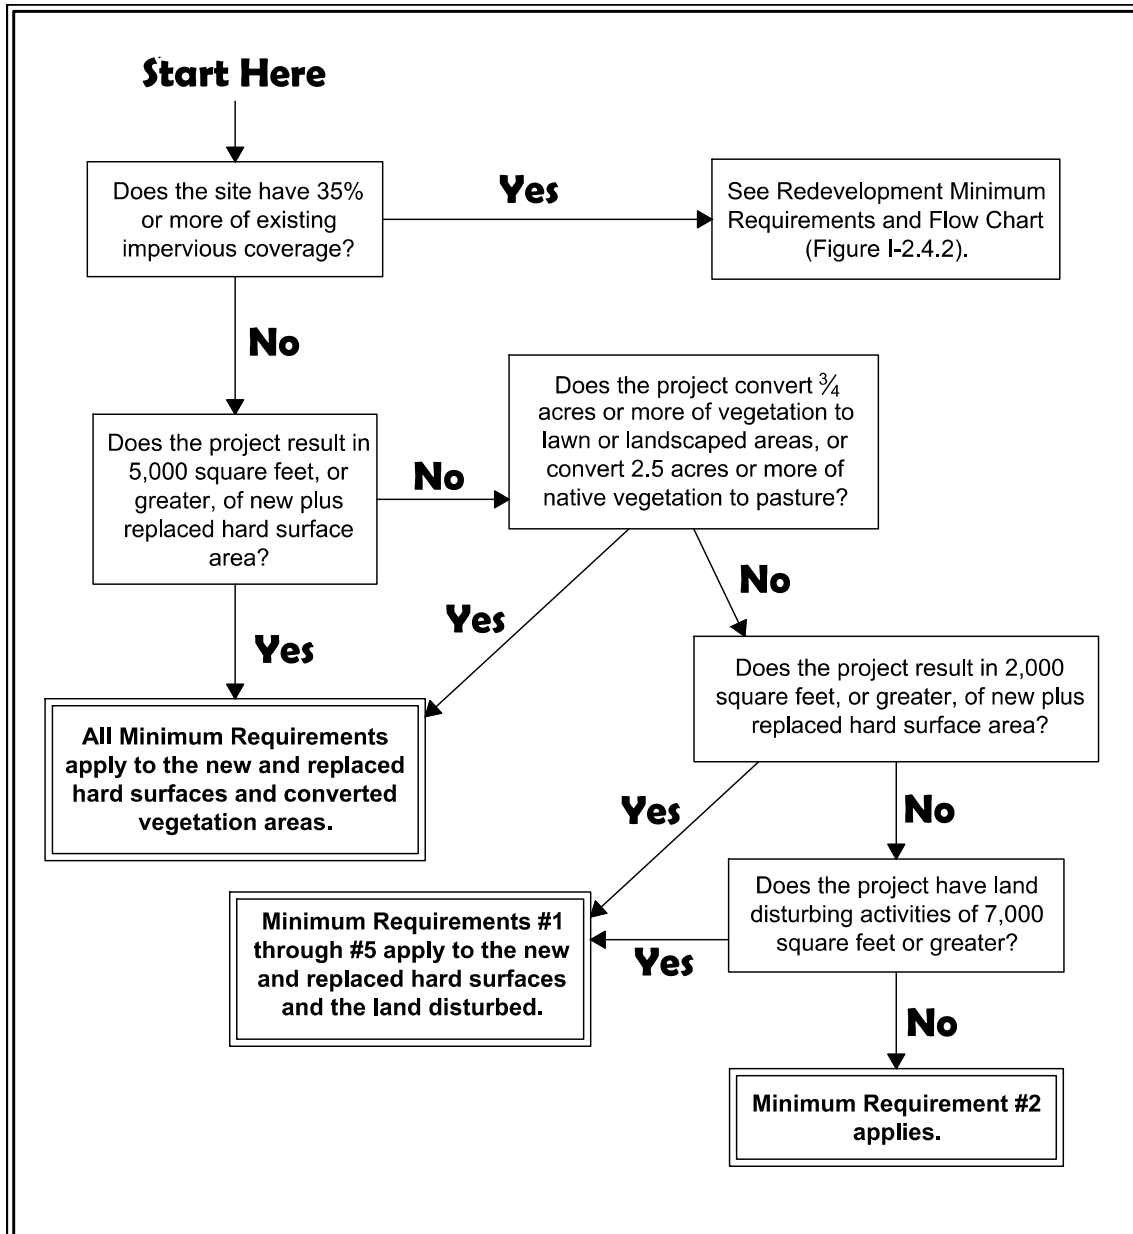 Start Here
Does the site have 35%
or more of existing
impervious coverage?
Yes
See Redevelopment Minimum
Requirements and Flow Chart
(Figure I-2.4.2).
No
Does the project result in
5,000 square feet, or
greater, of new plus
replaced hard surface
area?
No
Does the project convert ¾
acres or more of vegetation to
lawn or landscaped areas, or
convert 2.5 acres or more of
native vegetation to pasture?
Yes
Yes
No
All Minimum Requirements
apply to the new and replaced
hard surfaces and converted
vegetation areas.
Does the project result in 2,000
square feet, or greater, of new plus
replaced hard surface area?
Yes
No
Minimum Requirements #1
through #5 apply to the new
and replaced hard surfaces
and the land disturbed.
Yes
Does the project have land
disturbing activities of 7,000
square feet or greater?
No
Minimum Requirement #2
applies.